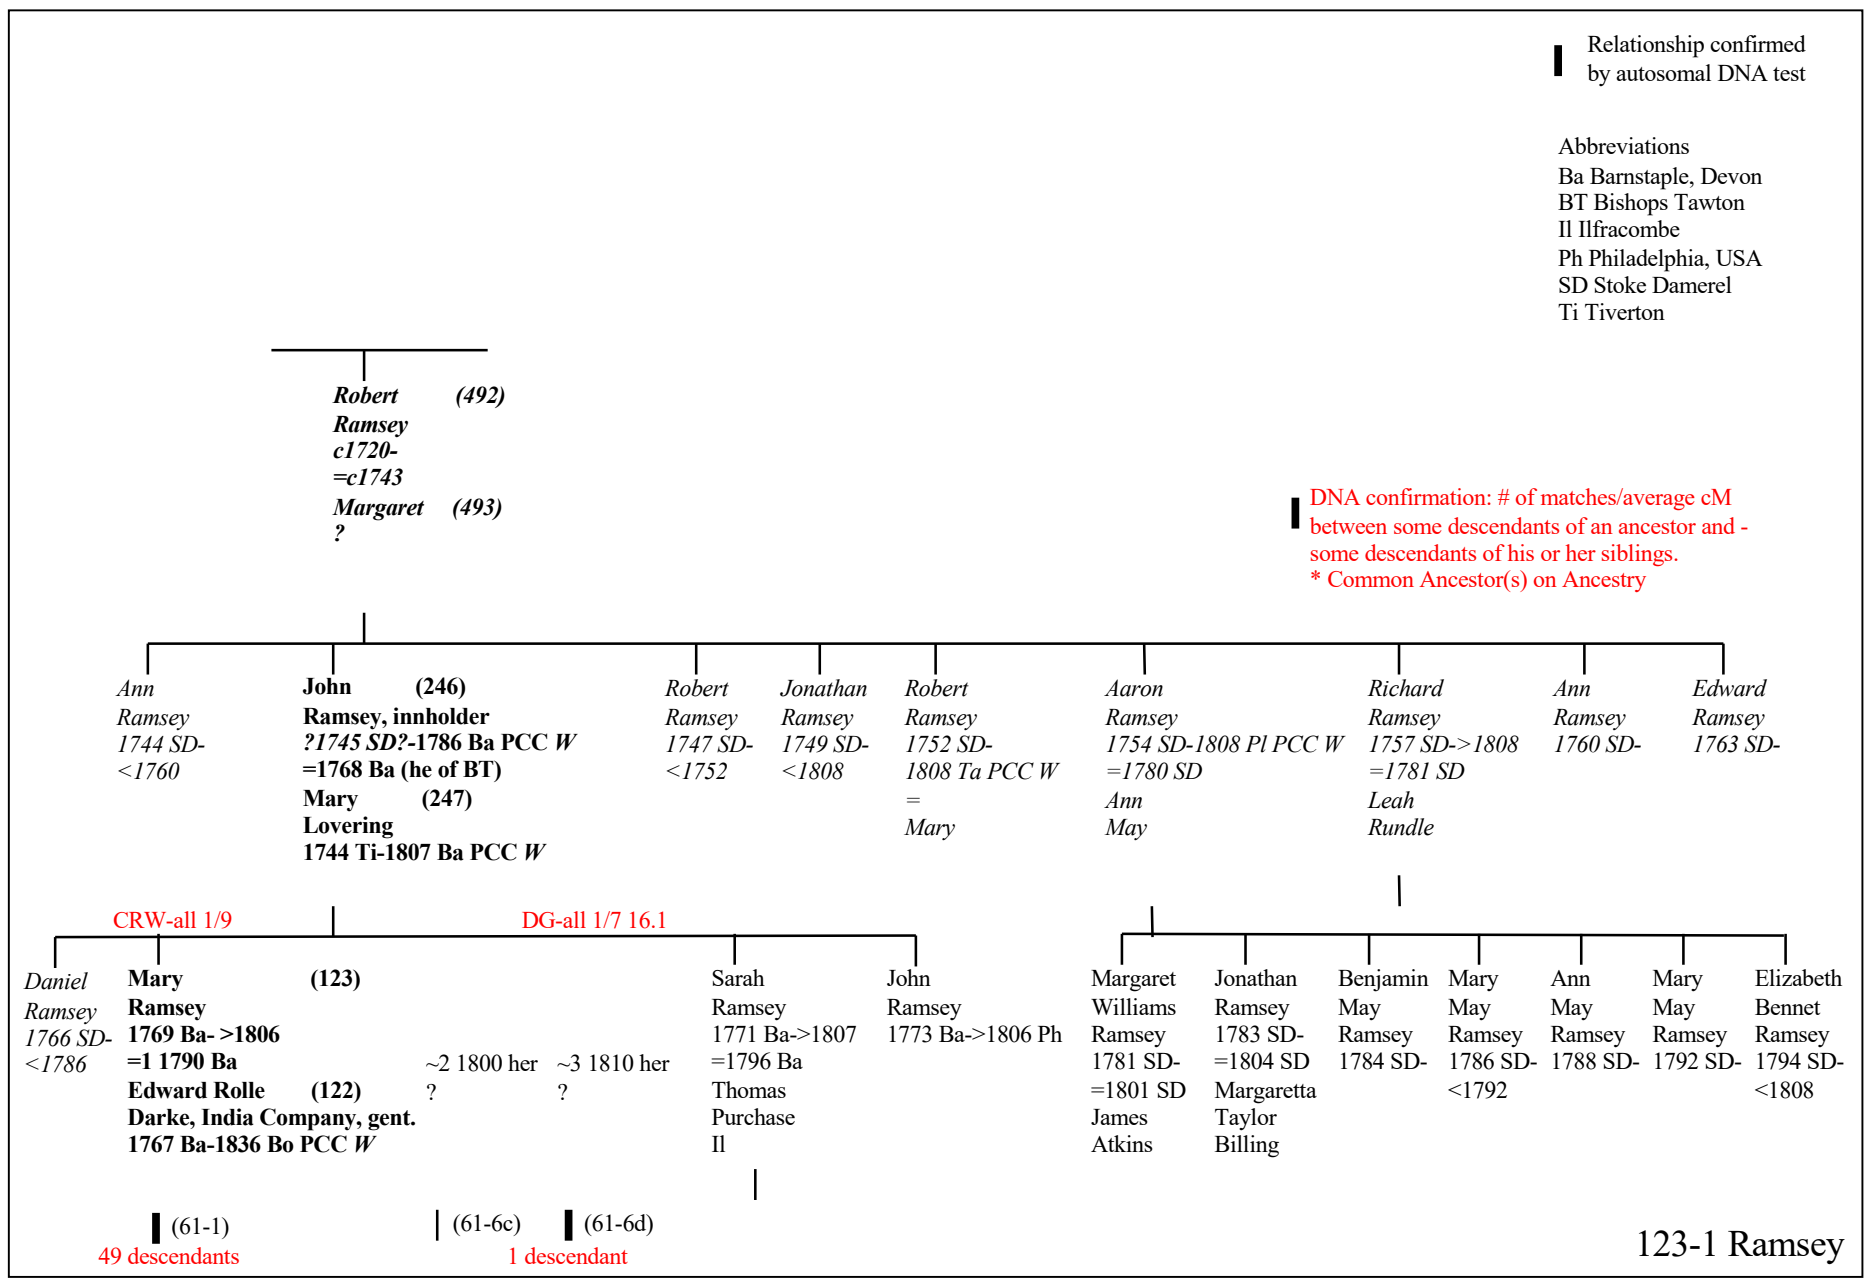 Relationship confirmed
by autosomal DNA test
Abbreviations
Ba Barnstaple, Devon
BT Bishops Tawton
Il Ilfracombe
Ph Philadelphia, USA
SD Stoke Damerel
Ti Tiverton
Robert (492)
Ramsey
c1720-
=c1743
Margaret (493)
?
DNA confirmation: # of matches/average cM
between some descendants of an ancestor and -
some descendants of his or her siblings.
* Common Ancestor(s) on Ancestry
Ann
Ramsey
1744 SD-
<1760
John (246)
Ramsey, innholder
?1745 SD?-1786 Ba PCC W
=1768 Ba (he of BT)
Mary (247)
Lovering
1744 Ti-1807 Ba PCC W
Robert
Ramsey
1747 SD-
<1752
Jonathan
Ramsey
1749 SD-
<1808
Robert
Ramsey
1752 SD-
1808 Ta PCC W
=
Mary
Aaron
Ramsey
1754 SD-1808 Pl PCC W
=1780 SD
Ann
May
Richard
Ramsey
1757 SD->1808
=1781 SD
Leah
Rundle
Ann
Ramsey
1760 SD-
Edward
Ramsey
1763 SD-
CRW-all 1/9
DG-all 1/7 16.1
Daniel
Ramsey
1766 SD-
<1786
Mary (123)
Ramsey
1769 Ba- >1806
=1 1790 Ba
Edward Rolle (122)
Darke, India Company, gent.
1767 Ba-1836 Bo PCC W
~2 1800 her
?
~3 1810 her
?
Sarah
Ramsey
1771 Ba->1807
=1796 Ba
Thomas
Purchase
Il
John
Ramsey
1773 Ba->1806 Ph
Margaret
Williams
Ramsey
1781 SD-
=1801 SD
James
Atkins
Jonathan
Ramsey
1783 SD-
=1804 SD
Margaretta
Taylor
Billing
Benjamin
May
Ramsey
1784 SD-
Mary
May
Ramsey
1786 SD-
<1792
Ann
May
Ramsey
1788 SD-
Mary
May
Ramsey
1792 SD-
Elizabeth
Bennet
Ramsey
1794 SD-
<1808
(61-1)
49 descendants
(61-6c)
(61-6d)
1 descendant
123-1 Ramsey